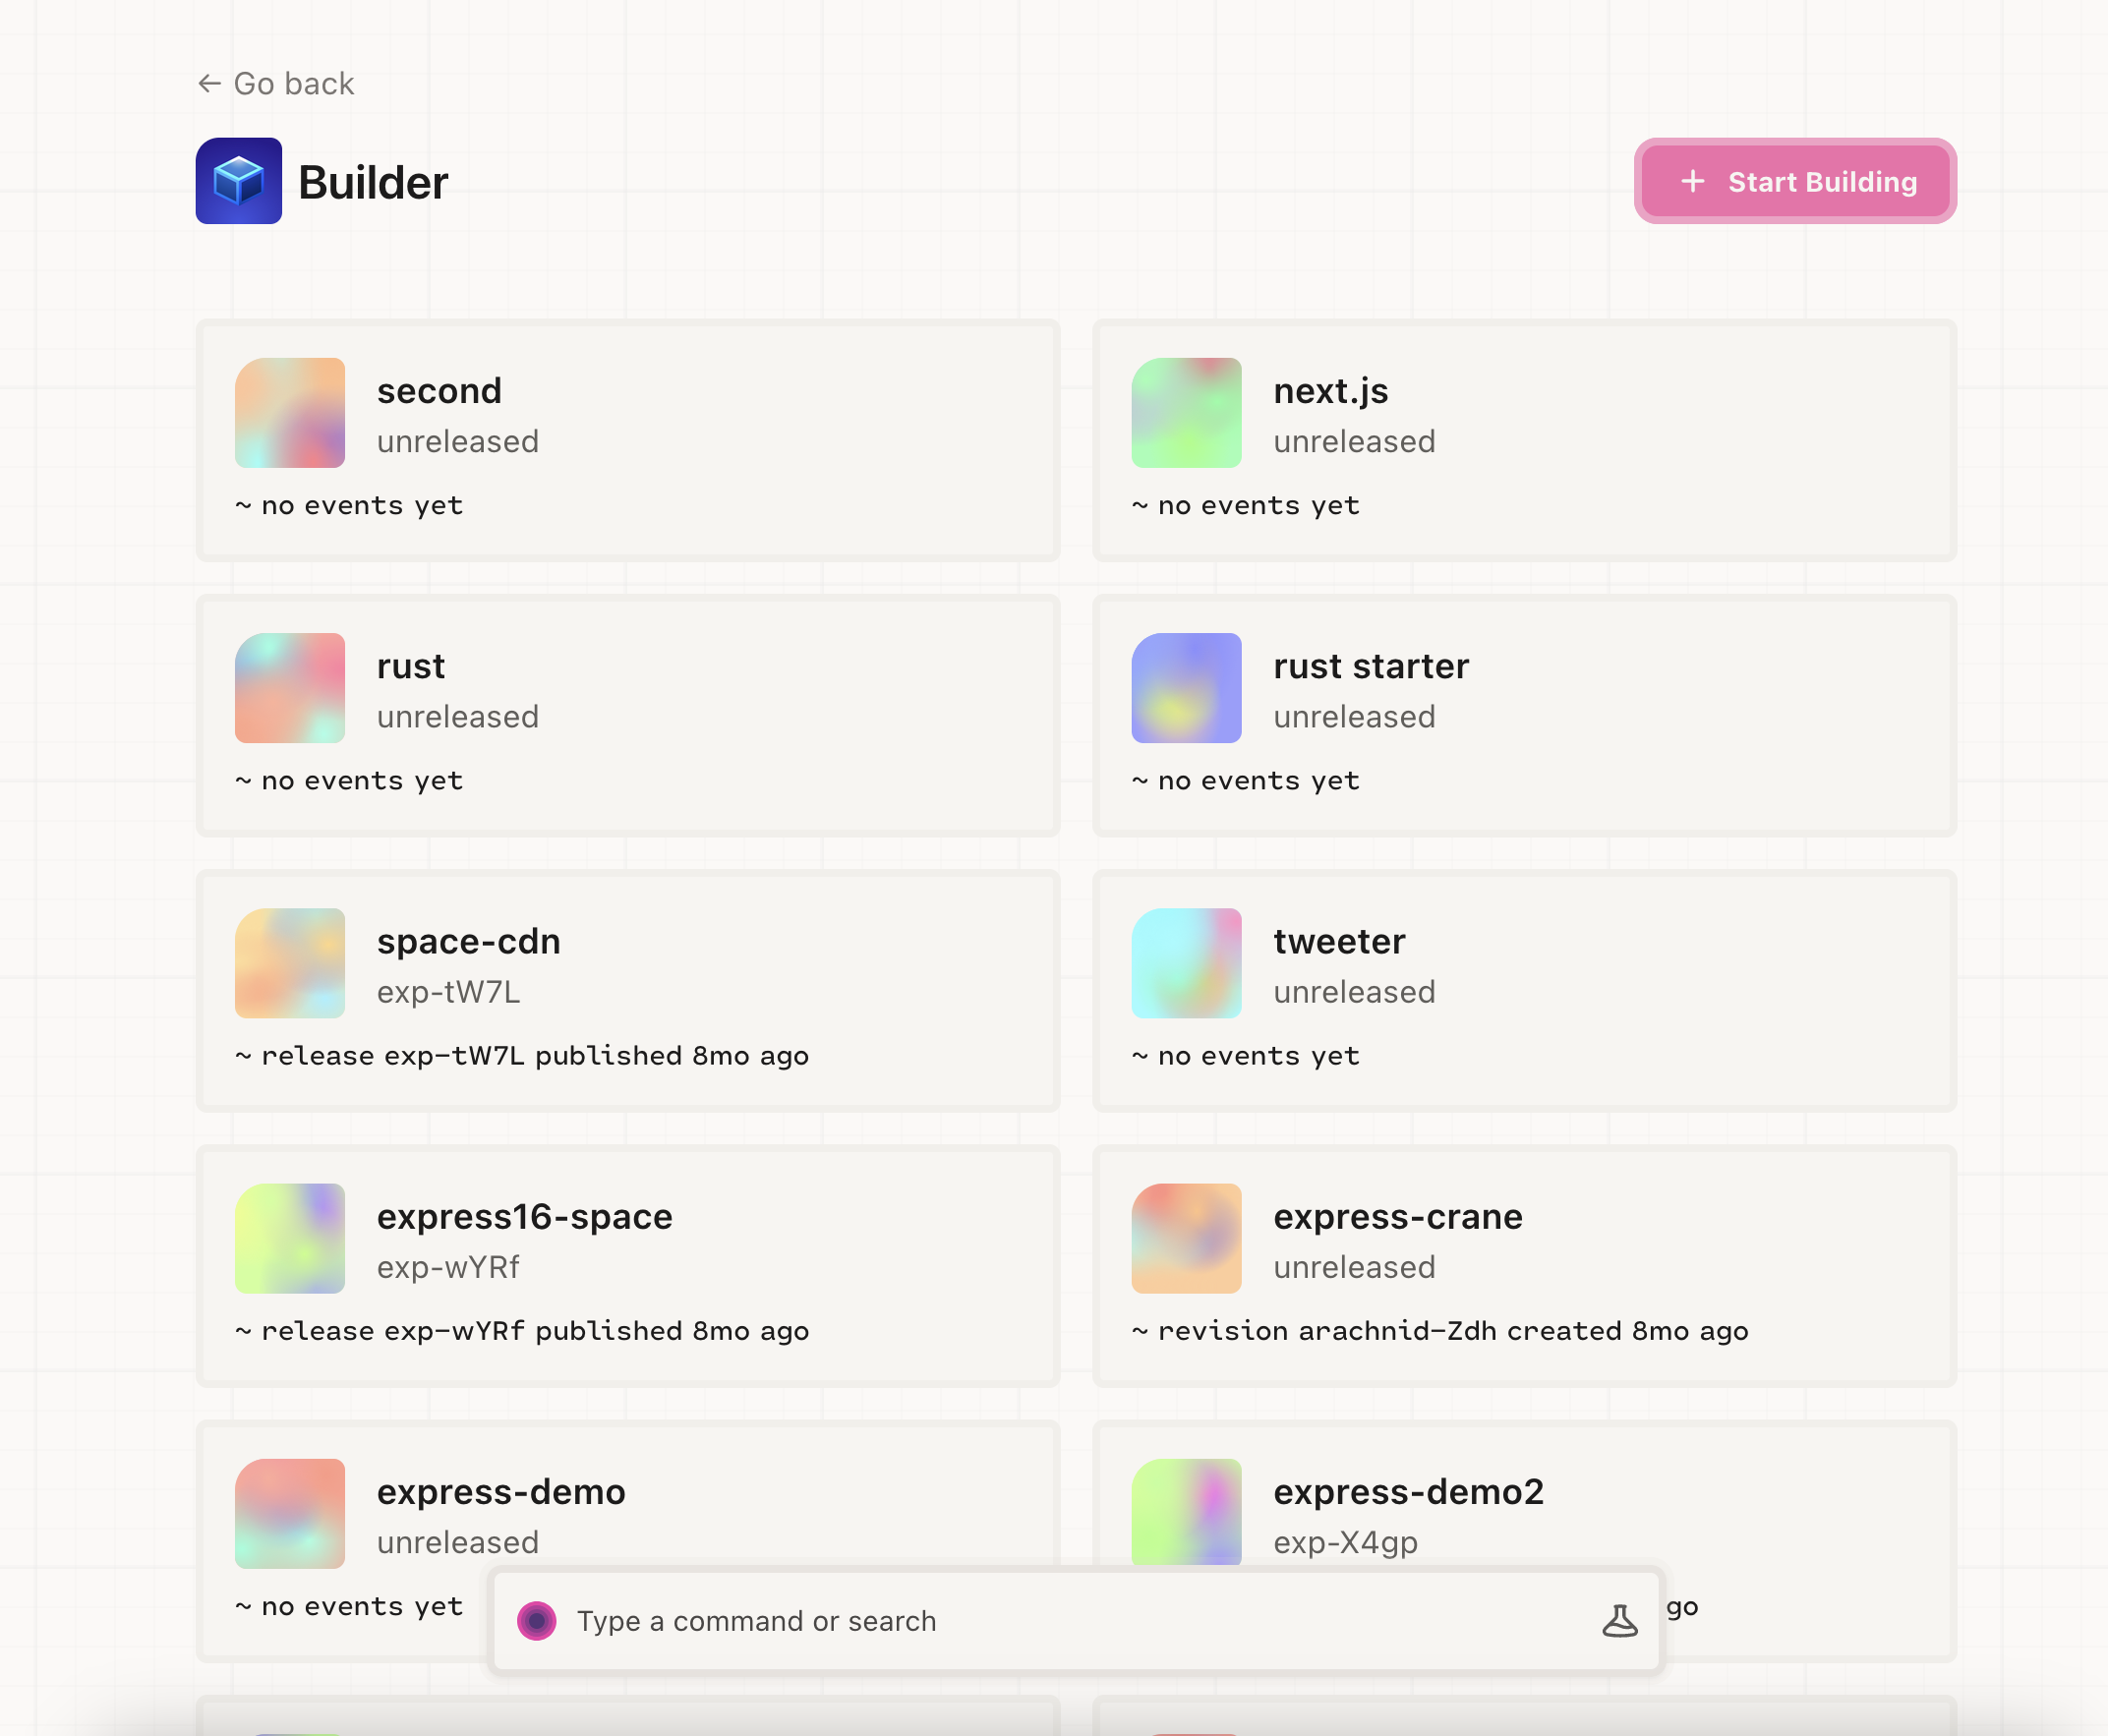 ← Go back
Builder
+ Start Building
second
unreleased
~ no events yet
next.js
unreleased
~ no events yet
rust
unreleased
~ no events yet
rust starter
unreleased
~ no events yet
space-cdn
exp-tW7L
~ release exp-tW7L published 8mo ago
tweeter
unreleased
~ no events yet
express16-space
exp-wYRf
~ release exp-wYRf published 8mo ago
express-crane
unreleased
~ revision arachnid-Zdh created 8mo ago
express-demo
unreleased
~ no events yet
express-demo2
exp-X4gp
go
Type a command or search